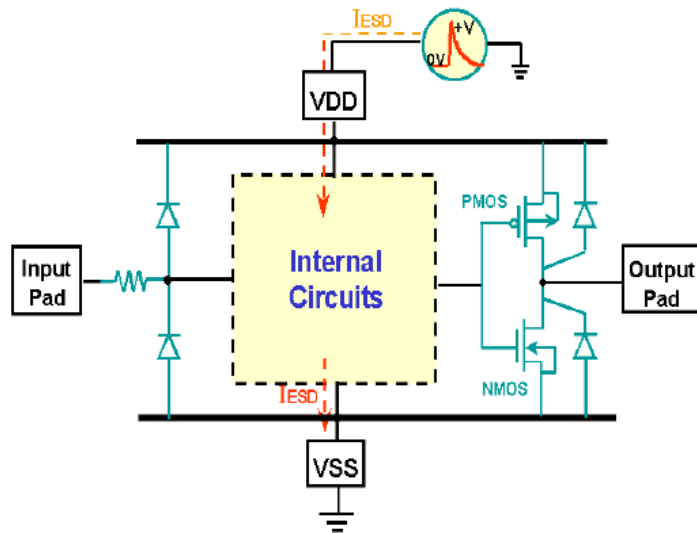 IESD
+V
0V
VDD
PMOS
Input
Pad
Internal
Circuits
Output
Pad
NMOS
IESD
VSS